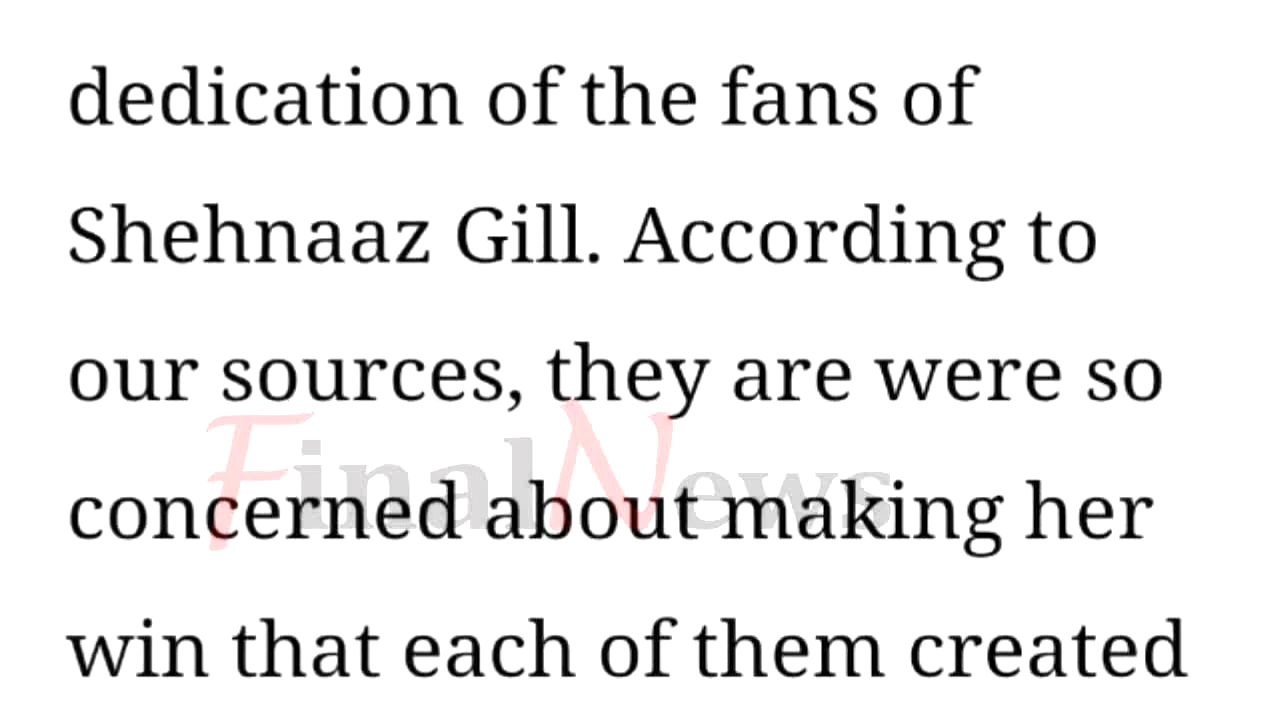 dedication of the fans of
Shehnaaz Gill. According to
our sources, they are were so
FinalNews
concerned about making her
win that each of them created